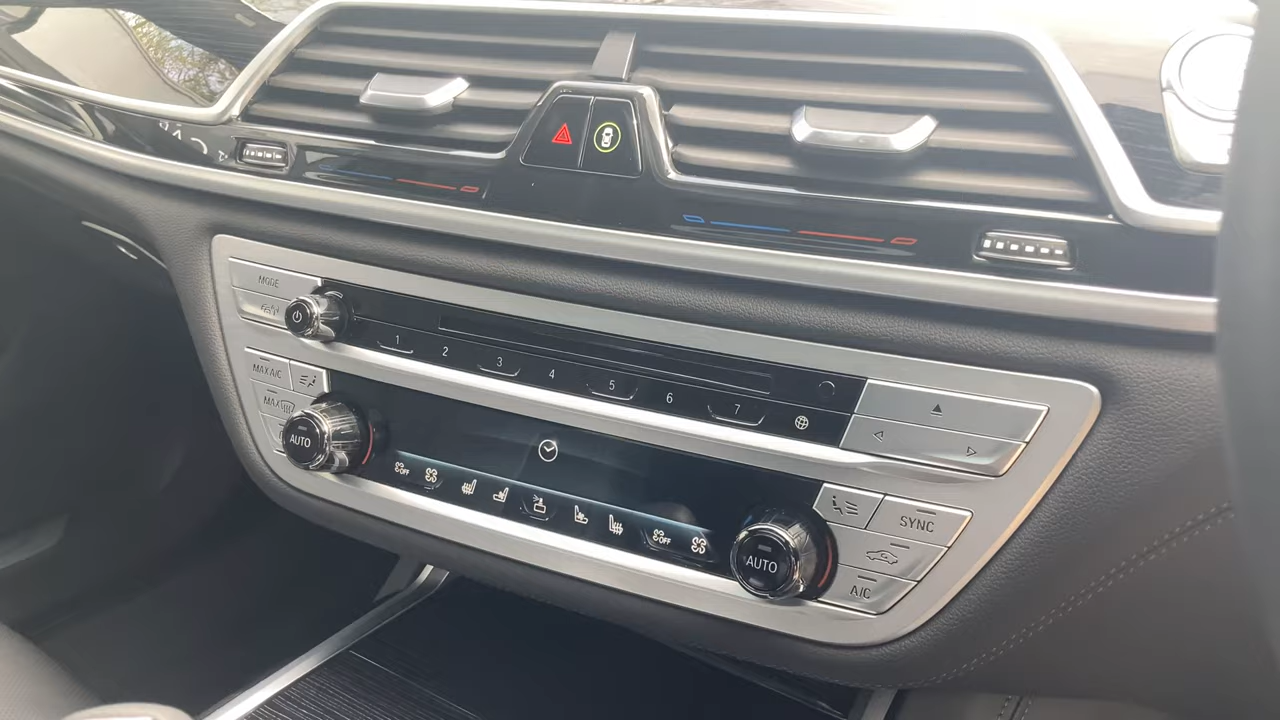 MODE
1 2 3 4 5 6 7
MAX A/C
MAX
AUTO
OFF
OFF
AUTO
SYNC
A/C